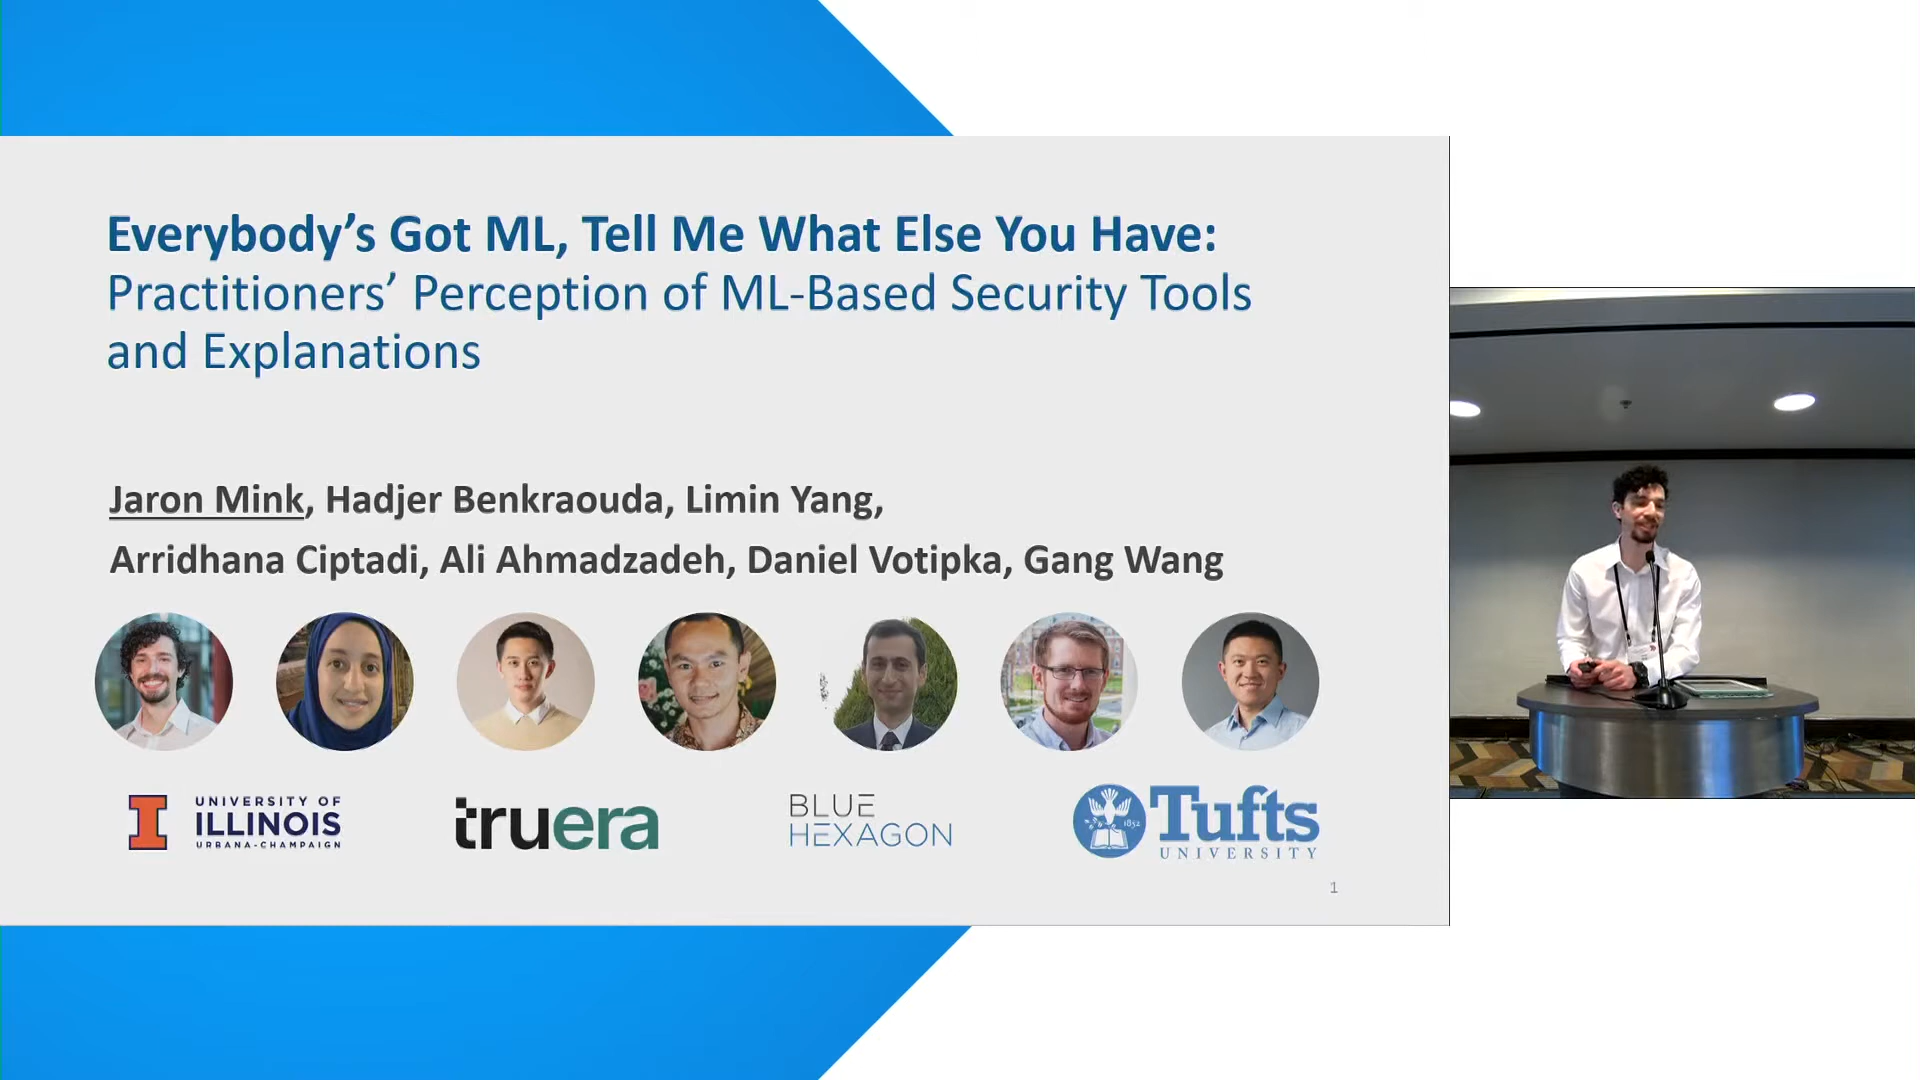 Everybody's Got ML, Tell Me What Else You Have:
Practitioners' Perception of ML-Based Security Tools
and Explanations
Jaron Mink, Hadjer Benkraouda, Limin Yang,
Arridhana Ciptadi, Ali Ahmadzadeh, Daniel Votipka, Gang Wang
UNIVERSITY OF
ILLINOIS
URBANA-CHAMPAIGN
truera
BLUE
HEXAGON
1852
Tufts
UNIVERSITY
1